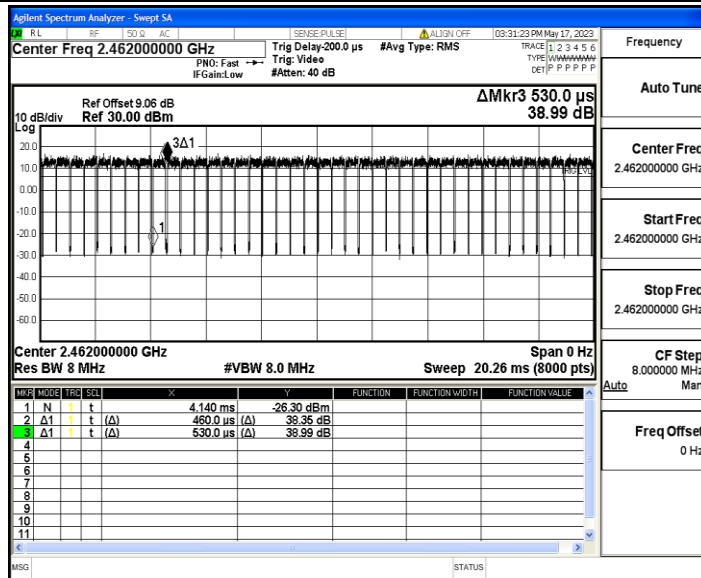 Agilent Spectrum Analyzer - Swept SA
RL RF 50 Ω AC SENSE:PULSE ALIGN OFF 03:31:23 PM May 17, 2023
Center Freq 2.462000000 GHz
PNO: Fast
IFGain:Low
Trig Delay-200.0 µs
Trig: Video
#Atten: 40 dB
#Avg Type: RMS
TRACE 1 2 3 4 5 6
TYPE
DET P P P P P P
ΔMkr3 530.0 µs
38.99 dB
Ref Offset 9.06 dB
10 dB/div Ref 30.00 dBm
Log
20.0
10.0
0.00
-10.0
-20.0
-30.0
-40.0
-50.0
-60.0
3Δ1
1
TRIG LVL
Center 2.462000000 GHz Span 0 Hz
Res BW 8 MHz #VBW 8.0 MHz Sweep 20.26 ms (8000 pts)
MKR MODE TRC SCL X Y FUNCTION FUNCTION WIDTH FUNCTION VALUE
1 N 1 t 4.140 ms -26.30 dBm
2 Δ1 1 t (Δ) 460.0 µs (Δ) 38.35 dB
3 Δ1 1 t (Δ) 530.0 µs (Δ) 38.99 dB
4
5
6
7
8
9
10
11
MSG STATUS
Frequency
Auto Tune
Center Freq
2.462000000 GHz
Start Freq
2.462000000 GHz
Stop Freq
2.462000000 GHz
CF Step
8.000000 MHz
Auto Man
Freq Offset
0 Hz